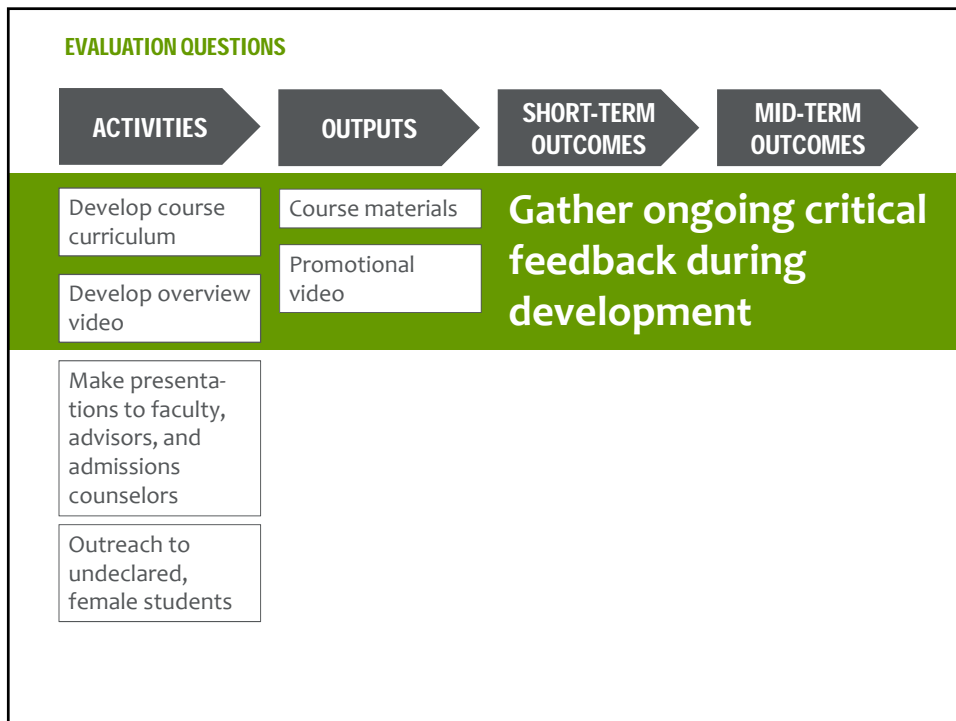 EVALUATION QUESTIONS
ACTIVITIES
OUTPUTS
SHORT-TERM
OUTCOMES
MID-TERM
OUTCOMES
Develop course
curriculum
Develop overview
video
Course materials
Promotional
video
Gather ongoing critical
feedback during
development
Make presenta-
tions to faculty,
advisors, and
admissions
counselors
Outreach to
undeclared,
female students